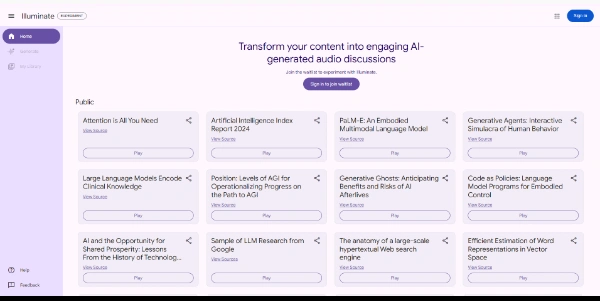 Illuminate
EXPERIMENT
Sign in
Home
Generate
My Library
Transform your content into engaging AI-
generated audio discussions
Join the waitlist to experiment with Illuminate.
Sign in to join waitlist
Public
Attention is All You Need
View Source
Play
Artificial Intelligence Index
Report 2024
View Source
Play
PaLM-E: An Embodied
Multimodal Language Model
View Source
Play
Generative Agents: Interactive
Simulacra of Human Behavior
View Source
Play
Large Language Models Encode
Clinical Knowledge
View Source
Play
Position: Levels of AGI for
Operationalizing Progress on
the Path to AGI
View Source
Play
Generative Ghosts: Anticipating
Benefits and Risks of AI
Afterlives
View Source
Play
Code as Policies: Language
Model Programs for Embodied
Control
View Source
Play
AI and the Opportunity for
Shared Prosperity: Lessons
From the History of Technolog...
View Source
Play
Sample of LLM Research from
Google
View Sources
Play
The anatomy of a large-scale
hypertextual Web search
engine
View Source
Play
Efficient Estimation of Word
Representations in Vector
Space
View Source
Play
Help
Feedback